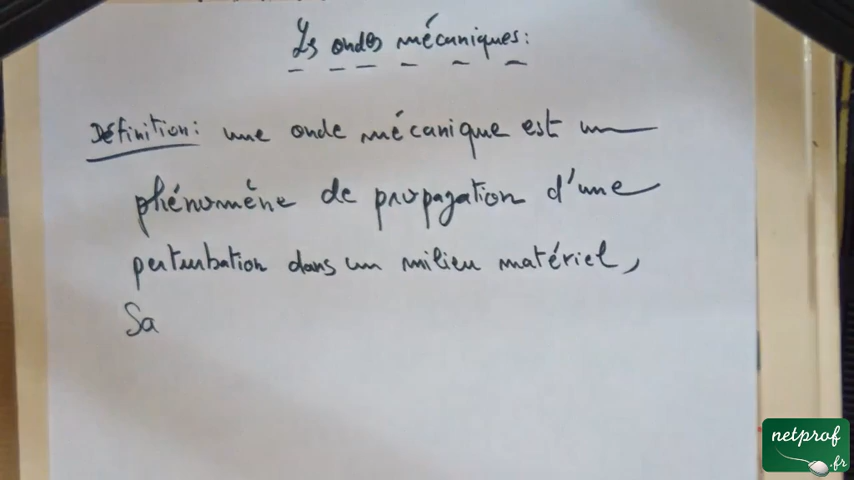 Les ondes mécaniques:
Définition: une onde mécanique est un
phénomène de propagation d'une
perturbation dans un milieu matériel,
Sa
netprof
.fr